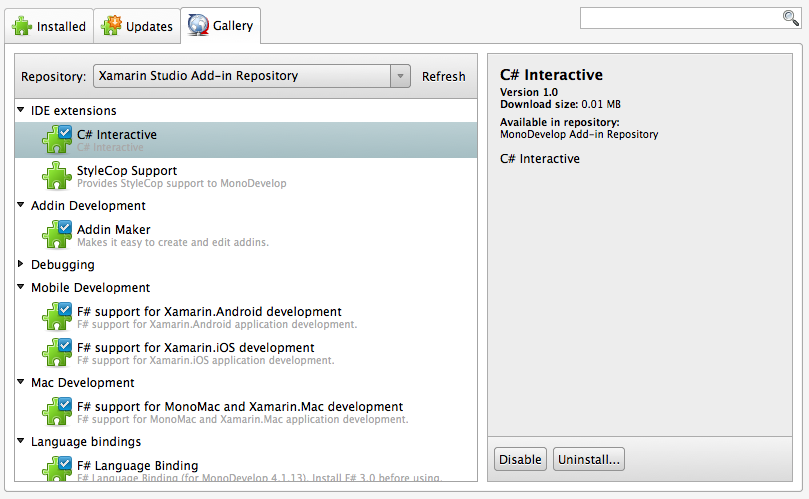 Installed
Updates
Gallery
Repository: Xamarin Studio Add-in Repository Refresh
IDE extensions
C# Interactive
C# Interactive
StyleCop Support
Provides StyleCop support to MonoDevelop
Addin Development
Addin Maker
Makes it easy to create and edit addins.
Debugging
Mobile Development
F# support for Xamarin.Android development
F# support for Xamarin.Android application development.
F# support for Xamarin.iOS development
F# support for Xamarin.iOS application development.
Mac Development
F# support for MonoMac and Xamarin.Mac development
F# support for MonoMac and Xamarin.Mac application development.
Language bindings
F# Language Binding
F# Language Binding (for MonoDevelop 4.1.13). Install F# 3.0 before using.
C# Interactive
Version 1.0
Download size: 0.01 MB
Available in repository:
MonoDevelop Add-in Repository
C# Interactive
Disable
Uninstall...